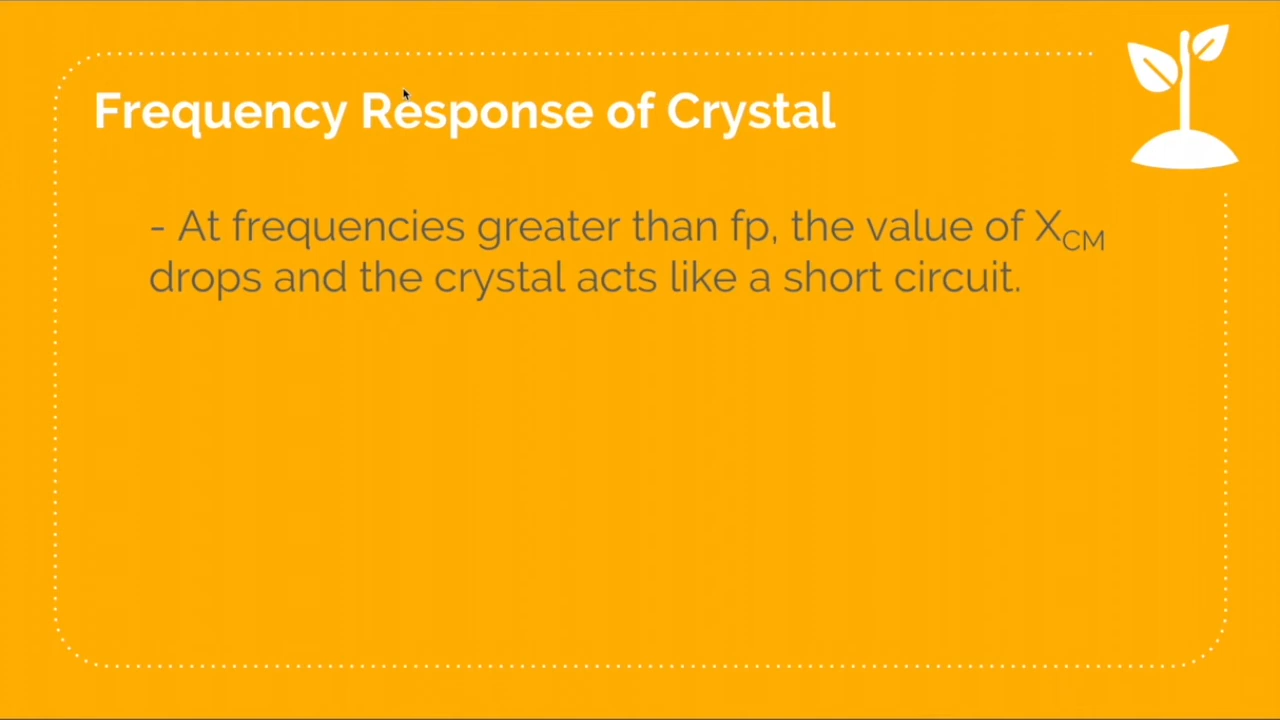 Frequency Response of Crystal
- At frequencies greater than fp, the value of XCM
drops and the crystal acts like a short circuit.